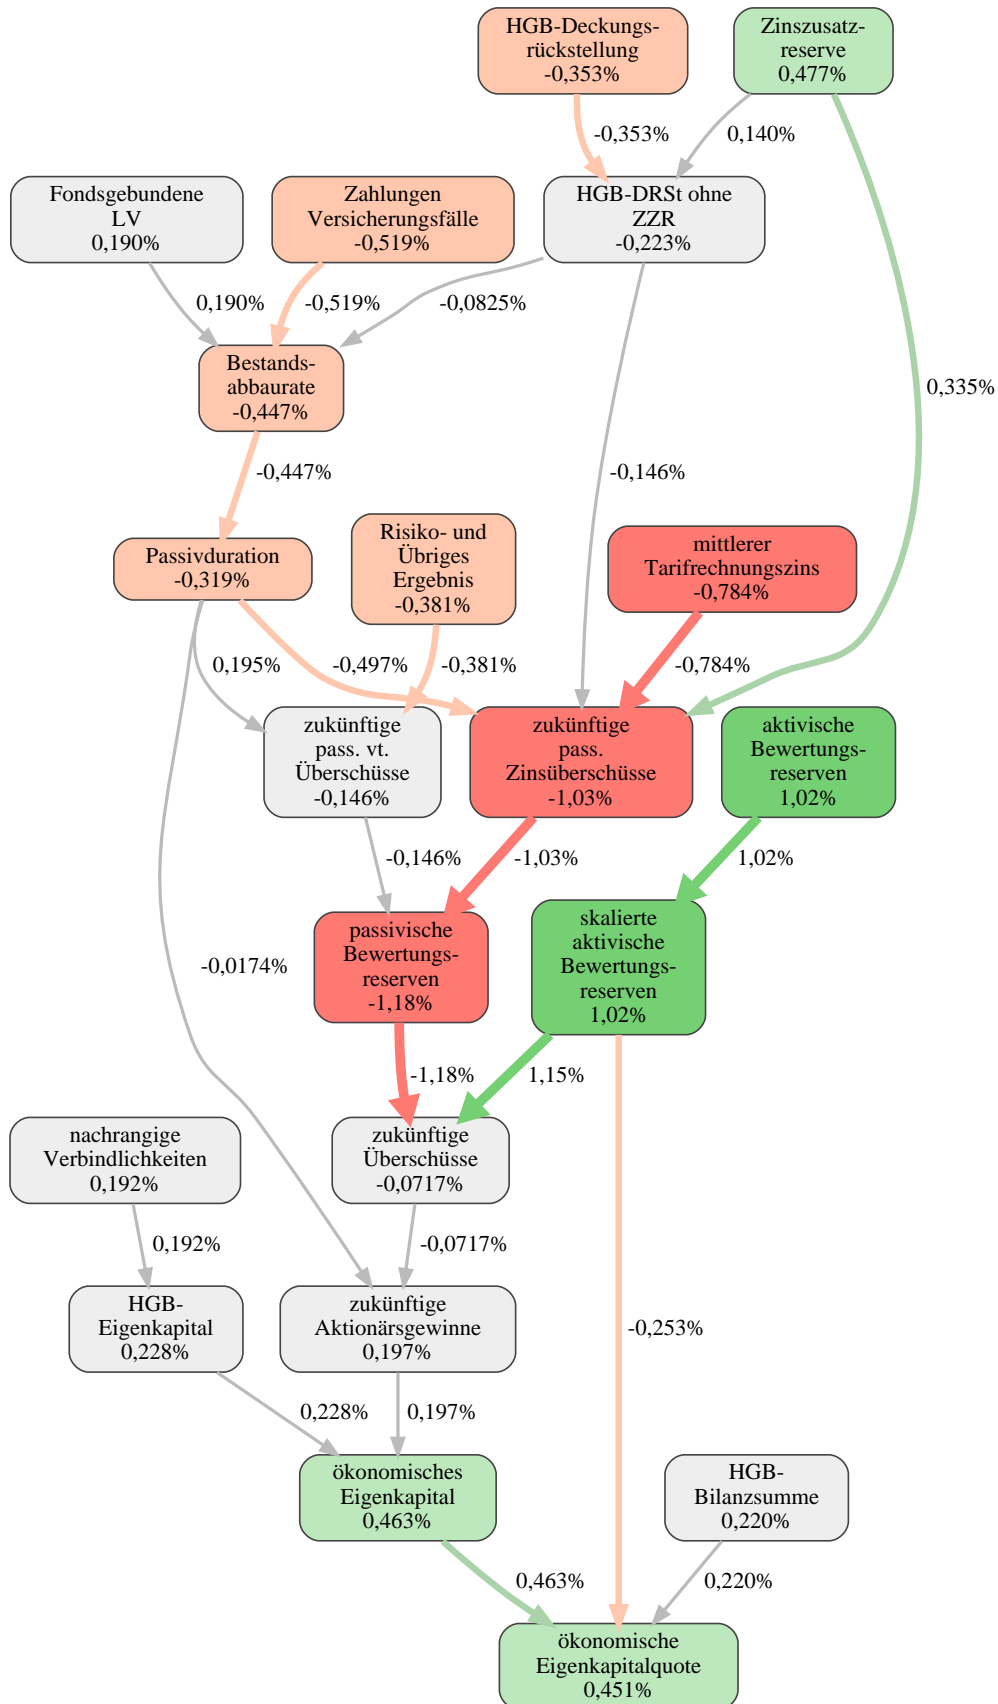 HGB-Deckungs-
rückstellung
-0,353%
Zinszusatz-
reserve
0,477%
-0,353%
0,140%
Fondsgebundene
LV
0,190%
Zahlungen
Versicherungsfälle
-0,519%
HGB-DRSt ohne
ZZR
-0,223%
0,190%
-0,519%
-0,0825%
Bestands-
abbaurate
-0,447%
0,335%
-0,447%
-0,146%
Passivduration
-0,319%
Risiko- und
Übriges
Ergebnis
-0,381%
mittlerer
Tarifrechnungszins
-0,784%
0,195%
-0,497%
-0,381%
-0,784%
zukünftige
pass. vt.
Überschüsse
-0,146%
zukünftige
pass.
Zinsüberschüsse
-1,03%
aktivische
Bewertungs-
reserven
1,02%
-0,146%
-1,03%
1,02%
-0,0174%
passivische
Bewertungs-
reserven
-1,18%
skalierte
aktivische
Bewertungs-
reserven
1,02%
-1,18%
1,15%
nachrangige
Verbindlichkeiten
0,192%
zukünftige
Überschüsse
-0,0717%
0,192%
-0,0717%
HGB-
Eigenkapital
0,228%
zukünftige
Aktionärsgewinne
0,197%
-0,253%
0,228%
0,197%
ökonomisches
Eigenkapital
0,463%
HGB-
Bilanzsumme
0,220%
0,463%
0,220%
ökonomische
Eigenkapitalquote
0,451%